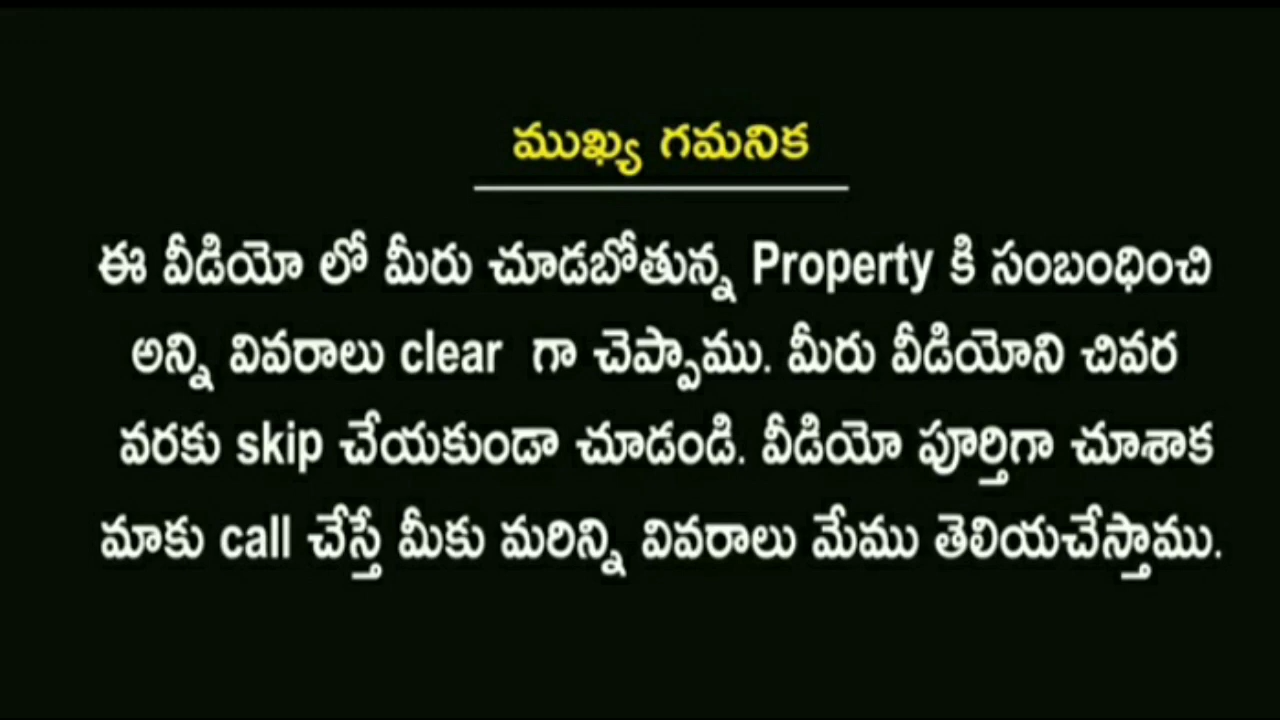 ముఖ్య గమనిక
ఈ వీడియో లో మీరు చూడబోతున్న Property కి సంబంధించి
అన్ని వివరాలు clear గా చెప్పాము. మీరు వీడియోని చివర
వరకు skip చేయకుండా చూడండి. వీడియో పూర్తిగా చూశాక
మాకు call చేస్తే మీకు మరిన్ని వివరాలు మేము తెలియచేస్తాము.